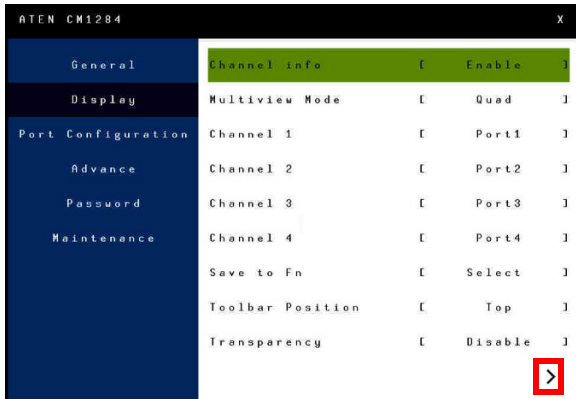 ATEN CM1284 X
General
Display
Port Configuration
Advance
Password
Maintenance
Channel info [ Enable ]
Multiview Mode [ Quad ]
Channel 1 [ Port1 ]
Channel 2 [ Port2 ]
Channel 3 [ Port3 ]
Channel 4 [ Port4 ]
Save to Fn [ Select ]
Toolbar Position [ Top ]
Transparency [ Disable ]
>